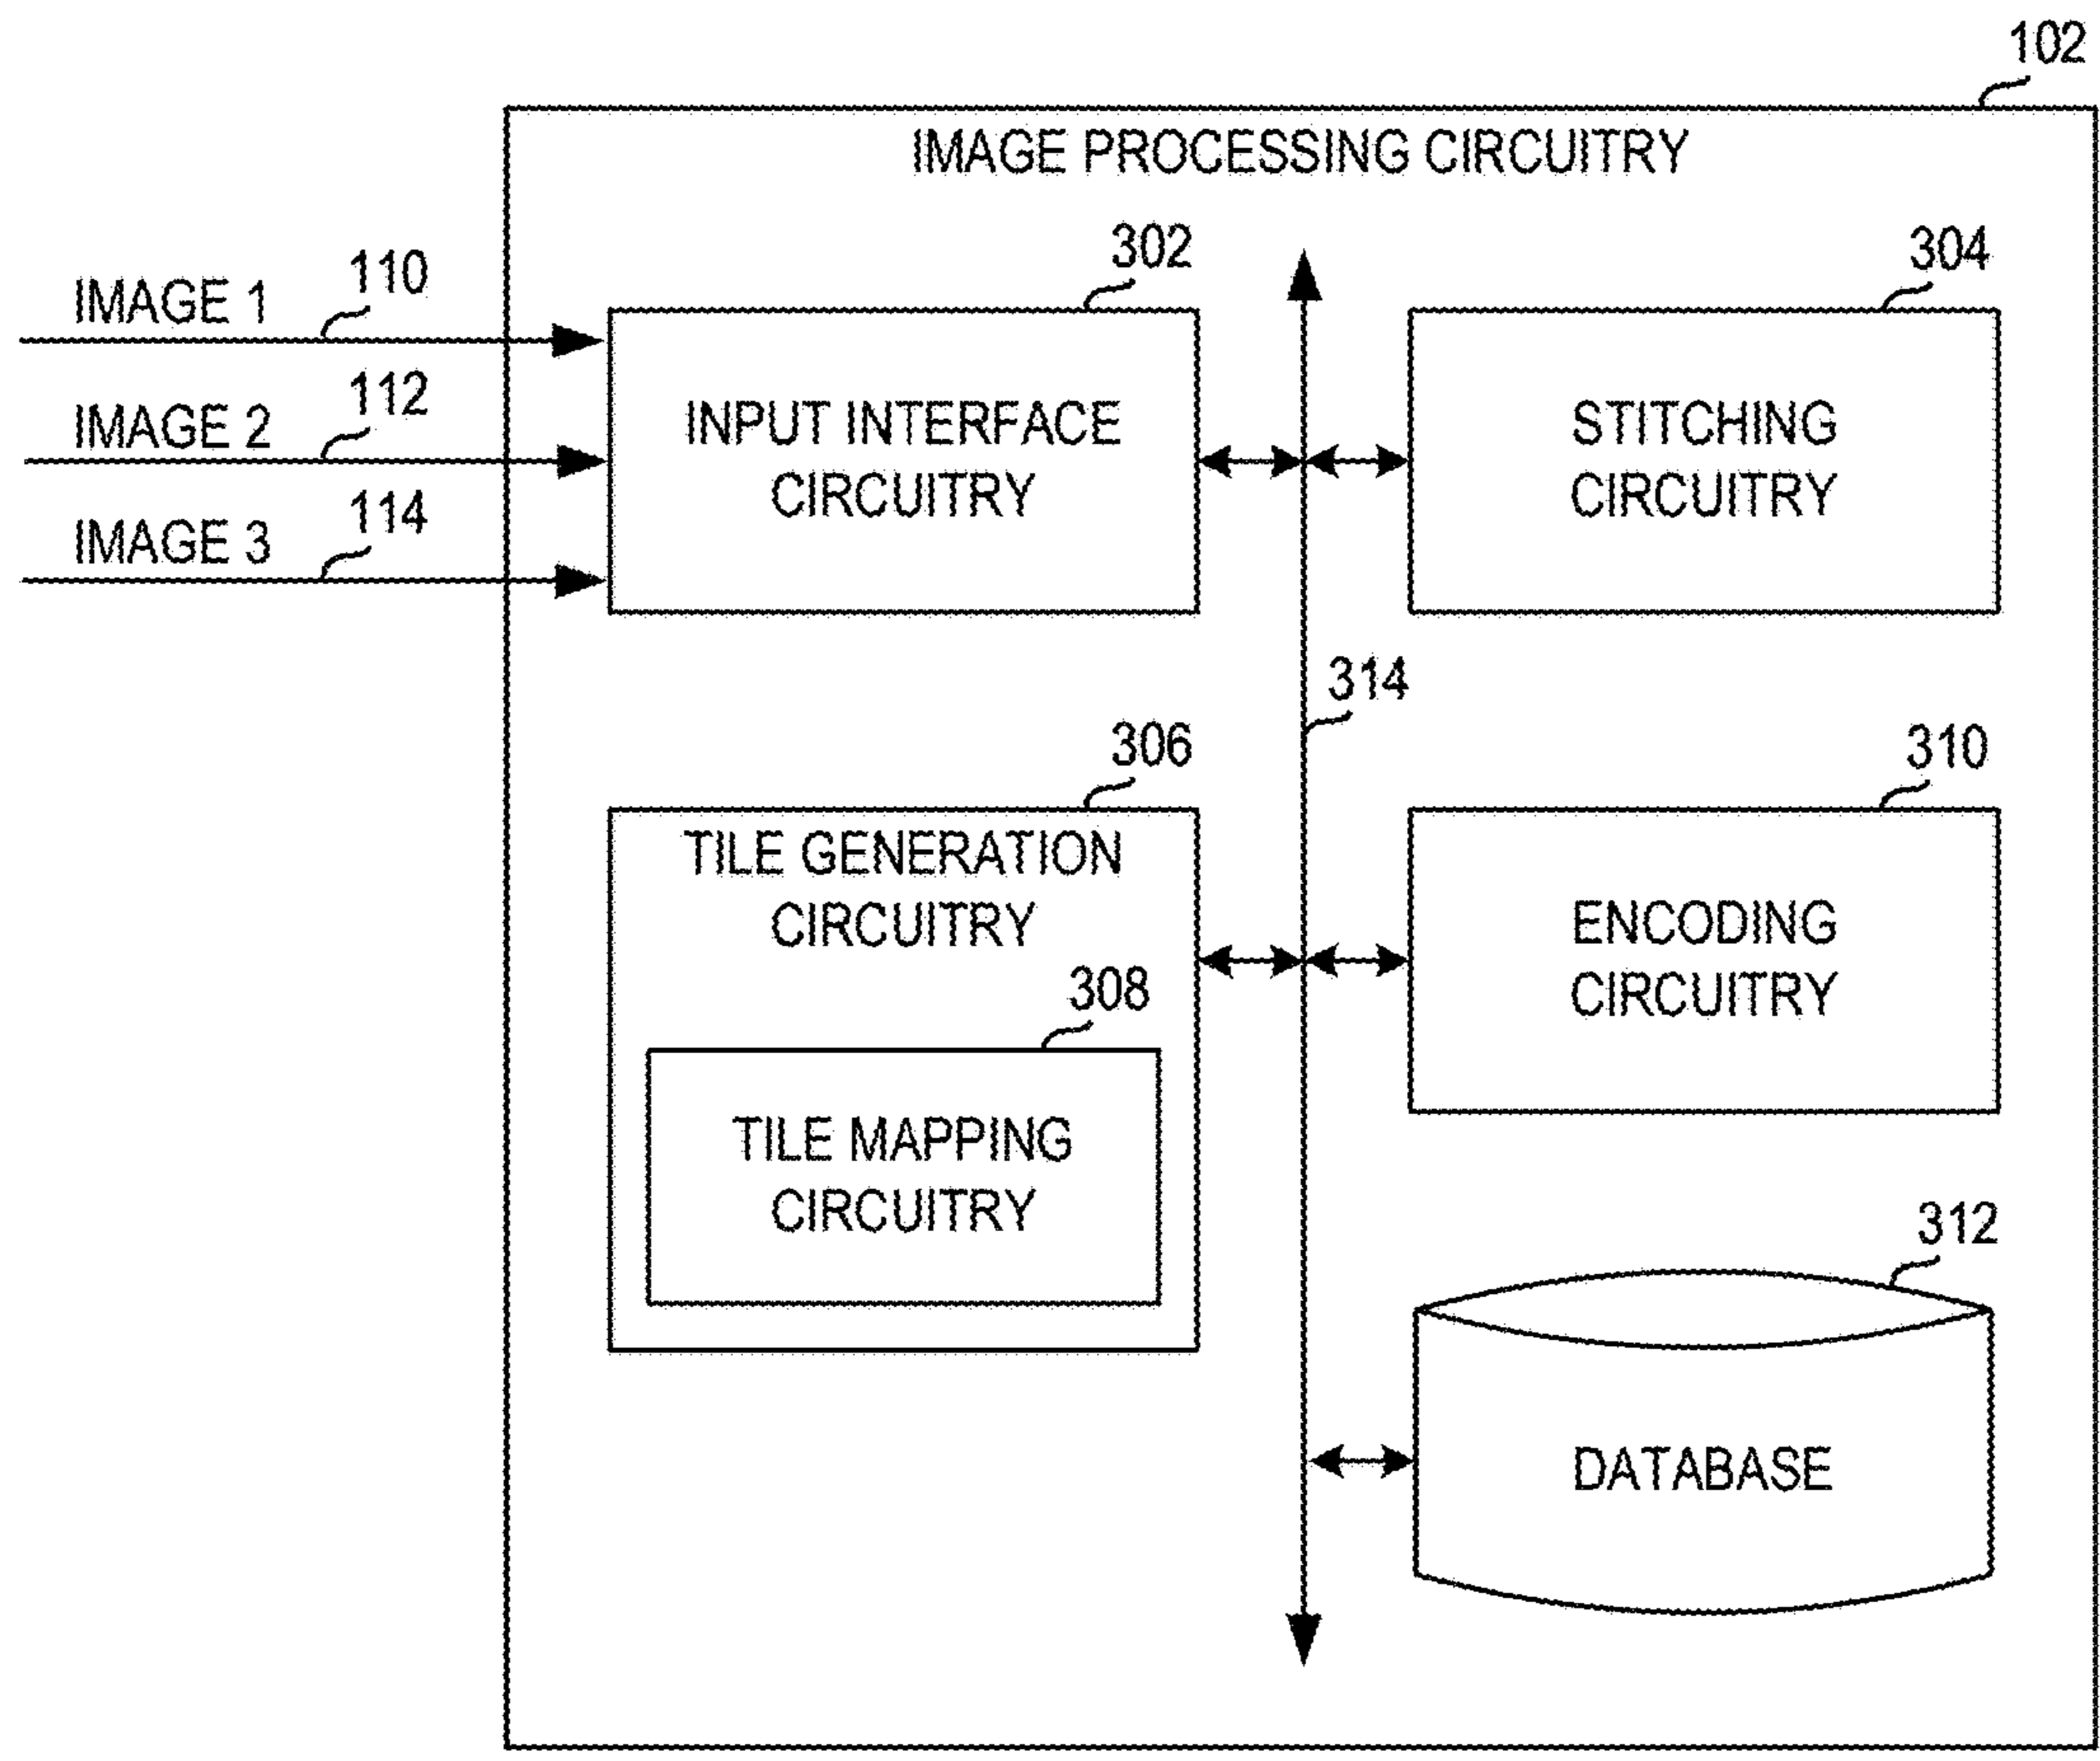 102
IMAGE PROCESSING CIRCUITRY
302
304
IMAGE 1
110
IMAGE 2
112
IMAGE 3
114
INPUT INTERFACE
CIRCUITRY
STITCHING
CIRCUITRY
314
306
310
TILE GENERATION
CIRCUITRY
308
TILE MAPPING
CIRCUITRY
ENCODING
CIRCUITRY
312
DATABASE